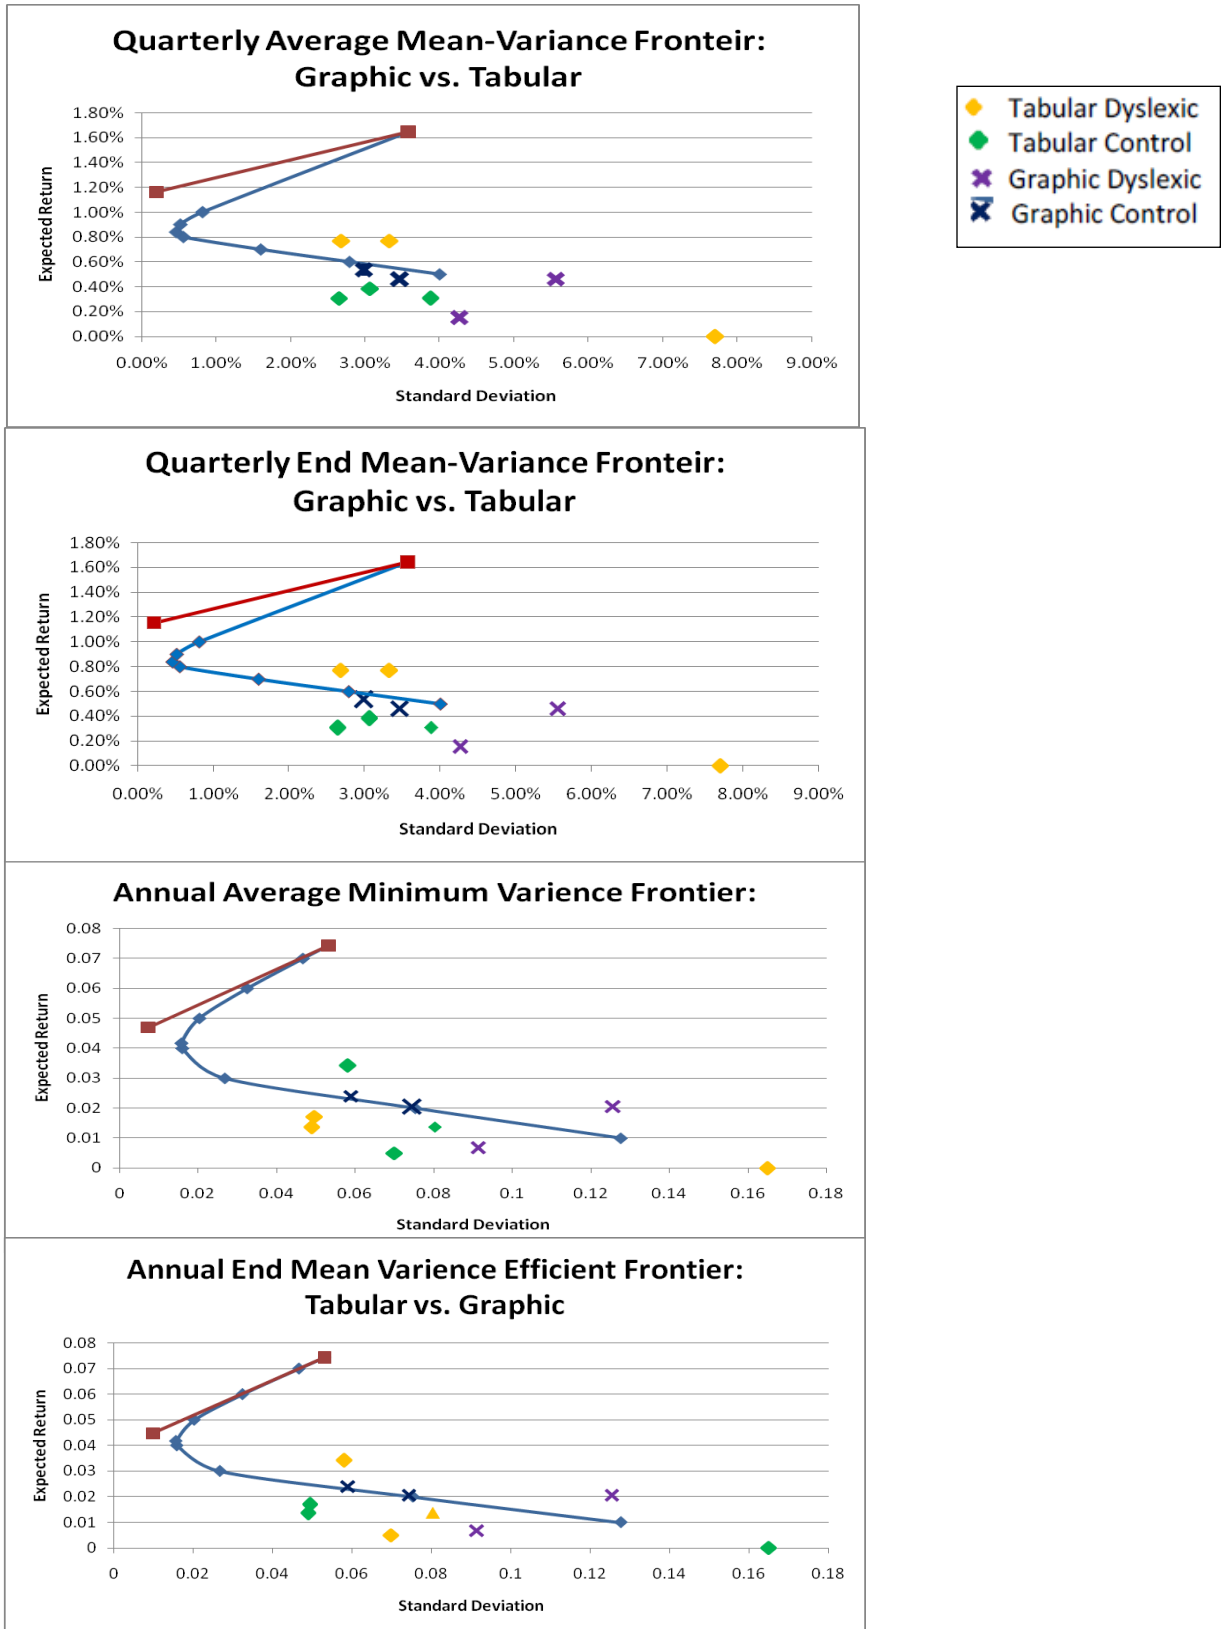 Quarterly Average Mean-Variance Fronteir:
Graphic vs. Tabular
1.80%
1.60%
1.40%
1.20%
1.00%
0.80%
0.60%
0.40%
0.20%
0.00%
Expected Return
0.00% 1.00% 2.00% 3.00% 4.00% 5.00% 6.00% 7.00% 8.00% 9.00%
Standard Deviation
Tabular Dyslexic
Tabular Control
Graphic Dyslexic
Graphic Control
Quarterly End Mean-Variance Fronteir:
Graphic vs. Tabular
1.80%
1.60%
1.40%
1.20%
1.00%
0.80%
0.60%
0.40%
0.20%
0.00%
Expected Return
0.00% 1.00% 2.00% 3.00% 4.00% 5.00% 6.00% 7.00% 8.00% 9.00%
Standard Deviation
Annual Average Minimum Varience Frontier:
0.08
0.07
0.06
0.05
0.04
0.03
0.02
0.01
0
Expected Return
0 0.02 0.04 0.06 0.08 0.1 0.12 0.14 0.16 0.18
Standard Deviation
Annual End Mean Varience Efficient Frontier:
Tabular vs. Graphic
0.08
0.07
0.06
0.05
0.04
0.03
0.02
0.01
0
Expected Return
0 0.02 0.04 0.06 0.08 0.1 0.12 0.14 0.16 0.18
Standard Deviation